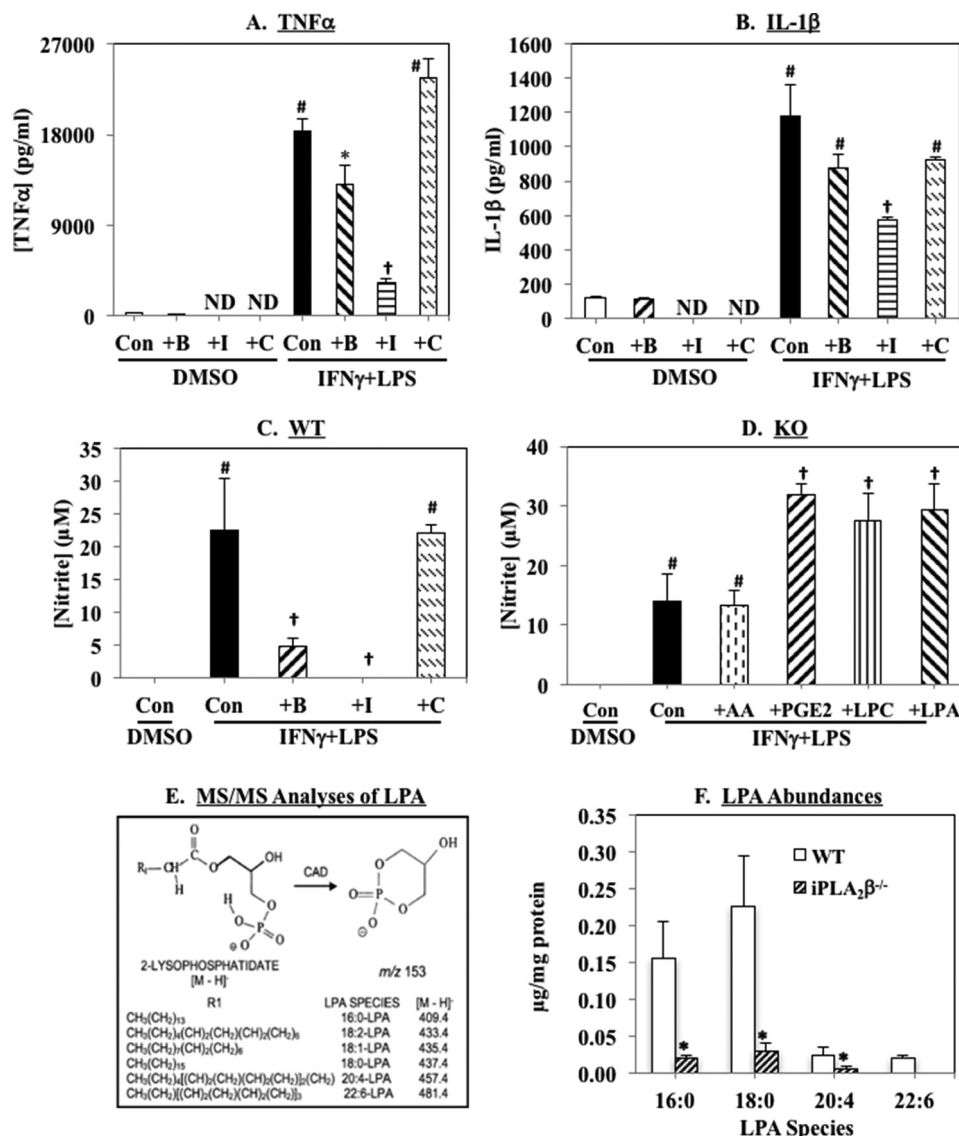 A. TNFα
27000
18000
9000
0
[TNFα] (pg/ml)
# * † #
ND ND
Con +B +I +C Con +B +I +C
DMSO IFNγ+LPS
B. IL-1β
1600
1400
1200
1000
800
600
400
200
0
IL-1β (pg/ml)
# # † #
ND ND
Con +B +I +C Con +B +I +C
DMSO IFNγ+LPS
C. WT
35
30
25
20
15
10
5
0
[Nitrite] (µM)
# † † #
Con Con +B +I +C
DMSO IFNγ+LPS
D. KO
40
30
20
10
0
[Nitrite] (µM)
# # † † †
Con Con +AA +PGE2 +LPC +LPA
DMSO IFNγ+LPS
E. MS/MS Analyses of LPA
CAD
2-LYSOPHOSPHATIDATE
[M - H]⁻
m/z 153
R1 LPA SPECIES [M - H]⁻
CH₃(CH₂)₁₃ 16:0-LPA 409.4
CH₃(CH₂)₄(CH)₂(CH₂)(CH)₂(CH₂)₆ 18:2-LPA 433.4
CH₃(CH₂)₇(CH)₂(CH₂)₆ 18:1-LPA 435.4
CH₃(CH₂)₁₅ 18:0-LPA 437.4
CH₃(CH₂)₄[(CH)₂(CH₂)(CH)₂(CH₂)]₂(CH₂) 20:4-LPA 457.4
CH₃(CH₂)[(CH)₂(CH₂)(CH)₂(CH₂)]₃ 22:6-LPA 481.4
F. LPA Abundances
0.35
0.30
0.25
0.20
0.15
0.10
0.05
0.00
µg/mg protein
WT
iPLA₂β⁻/⁻
* * *
16:0 18:0 20:4 22:6
LPA Species